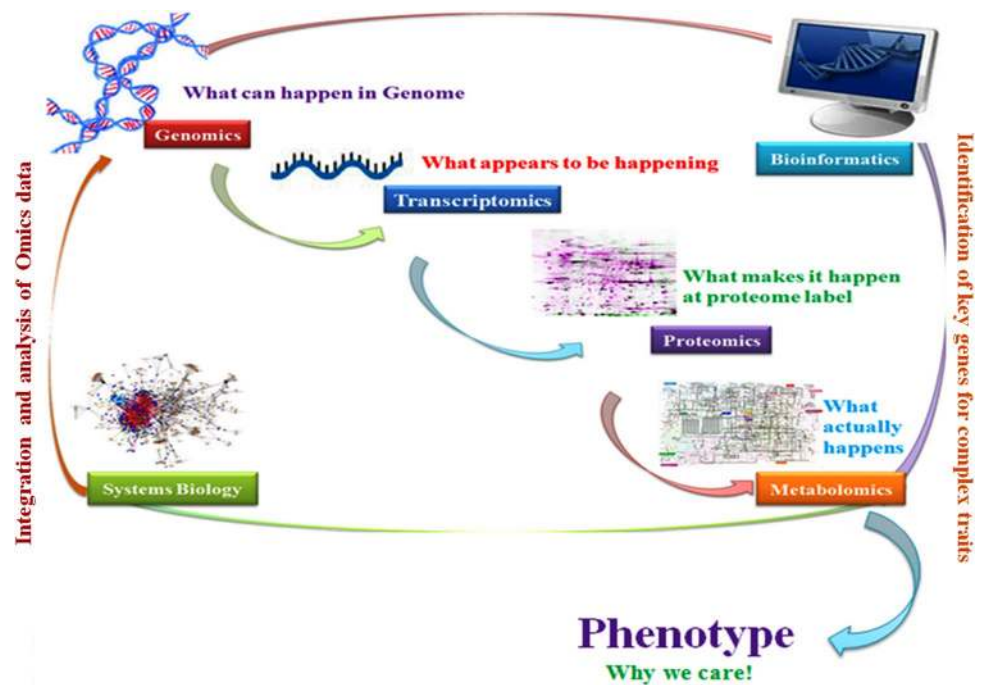 What can happen in Genome
Genomics
Bioinformatics
What appears to be happening
Transcriptomics
What makes it happen
at proteome label
Proteomics
What
actually
happens
Systems Biology
Metabolomics
Phenotype
Why we care!
Integration and analysis of Omics data
Identification of key genes for complex traits